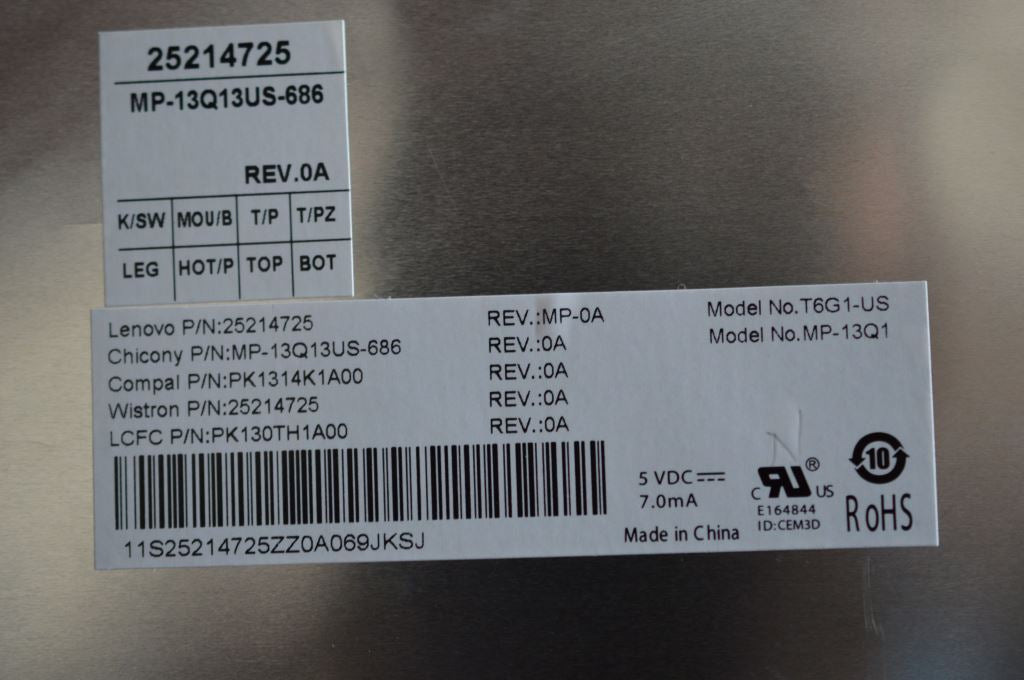 25214725
MP-13Q13US-686
REV.0A
K/SW MOU/B T/P T/PZ
LEG HOT/P TOP BOT
Lenovo P/N:25214725 REV.:MP-0A Model No.T6G1-US
Chicony P/N:MP-13Q13US-686 REV.:0A Model No.MP-13Q1
Compal P/N:PK1314K1A00 REV.:0A
Wistron P/N:25214725 REV.:0A
LCFC P/N:PK130TH1A00 REV.:0A
N
5 VDC
7.0mA
Made in China
C RU ® US
E164844
ID:CEM3D
10
RoHS
11S25214725ZZ0A069JKSJ